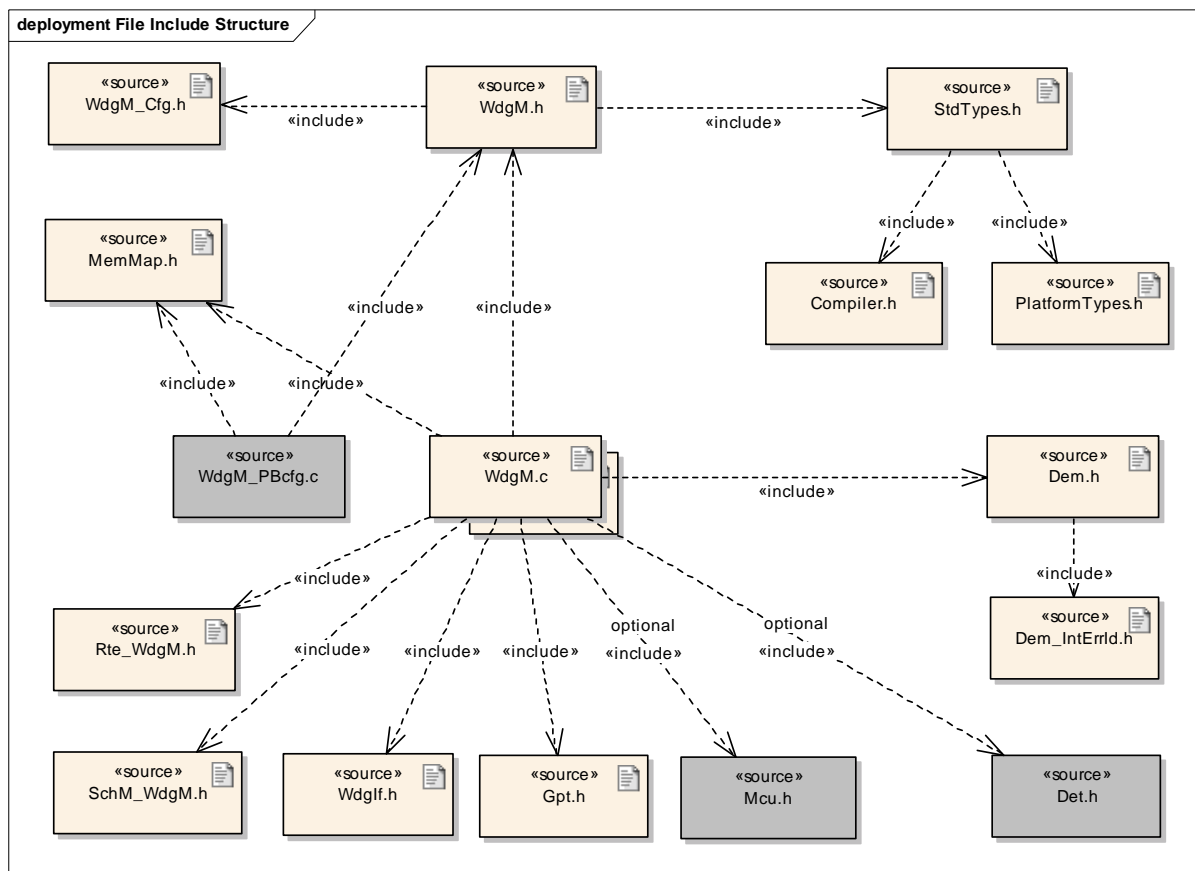 deployment File Include Structure
«source»
WdgM_Cfg.h
«source»
WdgM.h
«source»
StdTypes.h
«include»
«include»
«include»
«include»
«source»
MemMap.h
«source»
Compiler.h
«source»
PlatformTypes.h
«include»
«include»
«include»
«include»
«source»
WdgM_PBcfg.c
«source»
WdgM.c
«source»
Dem.h
«include»
«include»
«include»
«source»
Rte_WdgM.h
«source»
Dem_IntErrId.h
optional
optional
«include»
«include»
«include»
«include»
«include»
«source»
SchM_WdgM.h
«source»
WdgIf.h
«source»
Gpt.h
«source»
Mcu.h
«source»
Det.h